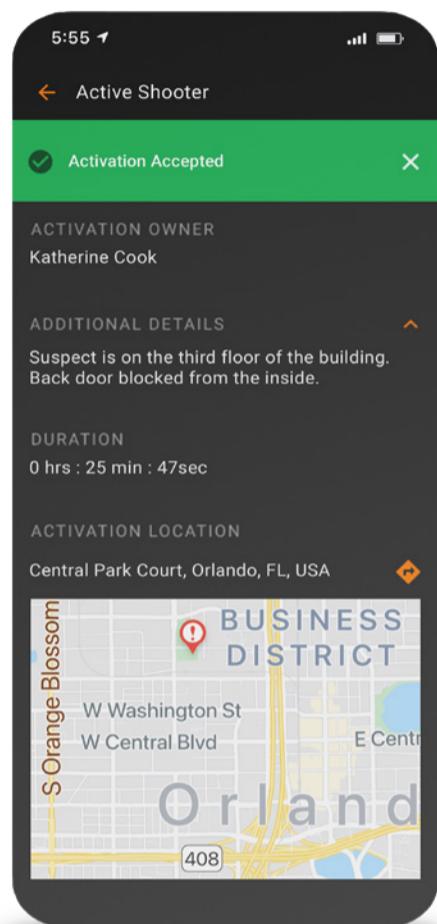 5:55
Active Shooter
Activation Accepted
ACTIVATION OWNER
Katherine Cook
ADDITIONAL DETAILS
Suspect is on the third floor of the building.
Back door blocked from the inside.
DURATION
0 hrs : 25 min : 47sec
ACTIVATION LOCATION
Central Park Court, Orlando, FL, USA
S Orange Blossom
BUSINESS
DISTRICT
W Washington St
W Central Blvd
E Centr
Orland
408